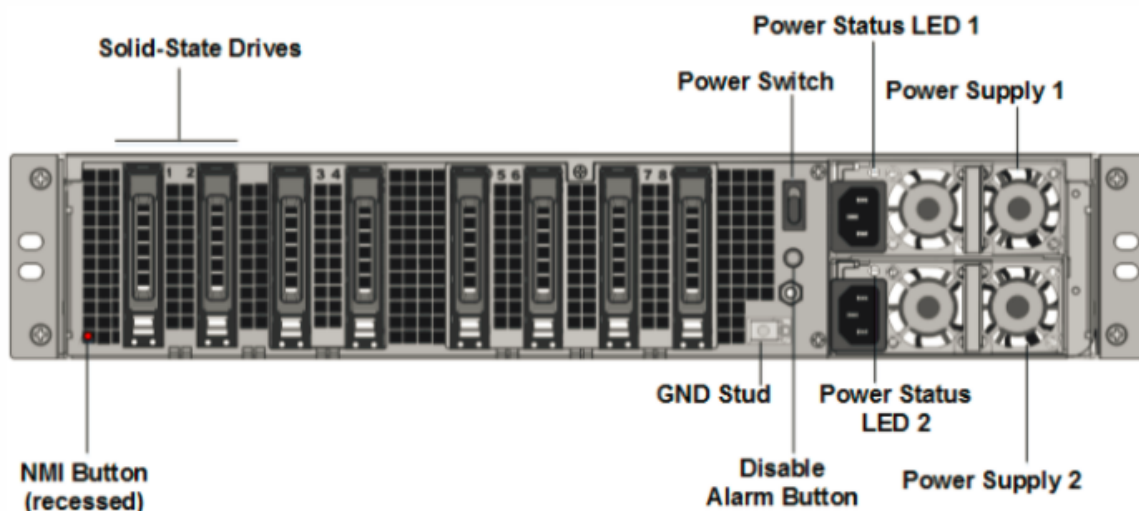 Power Status LED 1
Solid-State Drives
Power Switch
Power Supply 1
1 2 3 4 5 6 7 8
GND Stud
Power Status
LED 2
NMI Button
(recessed)
Disable
Alarm Button
Power Supply 2